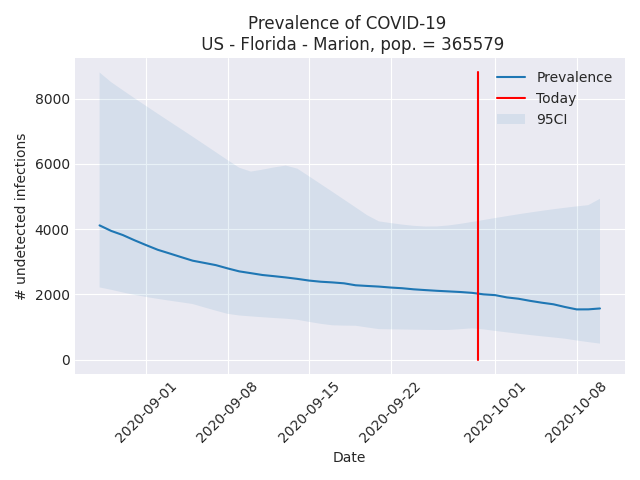 Prevalence of COVID-19
US - Florida - Marion, pop. = 365579
Prevalence
Today
95CI
# undetected infections
8000
6000
4000
2000
0
2020-09-01
2020-09-08
2020-09-15
2020-09-22
2020-10-01
2020-10-08
Date